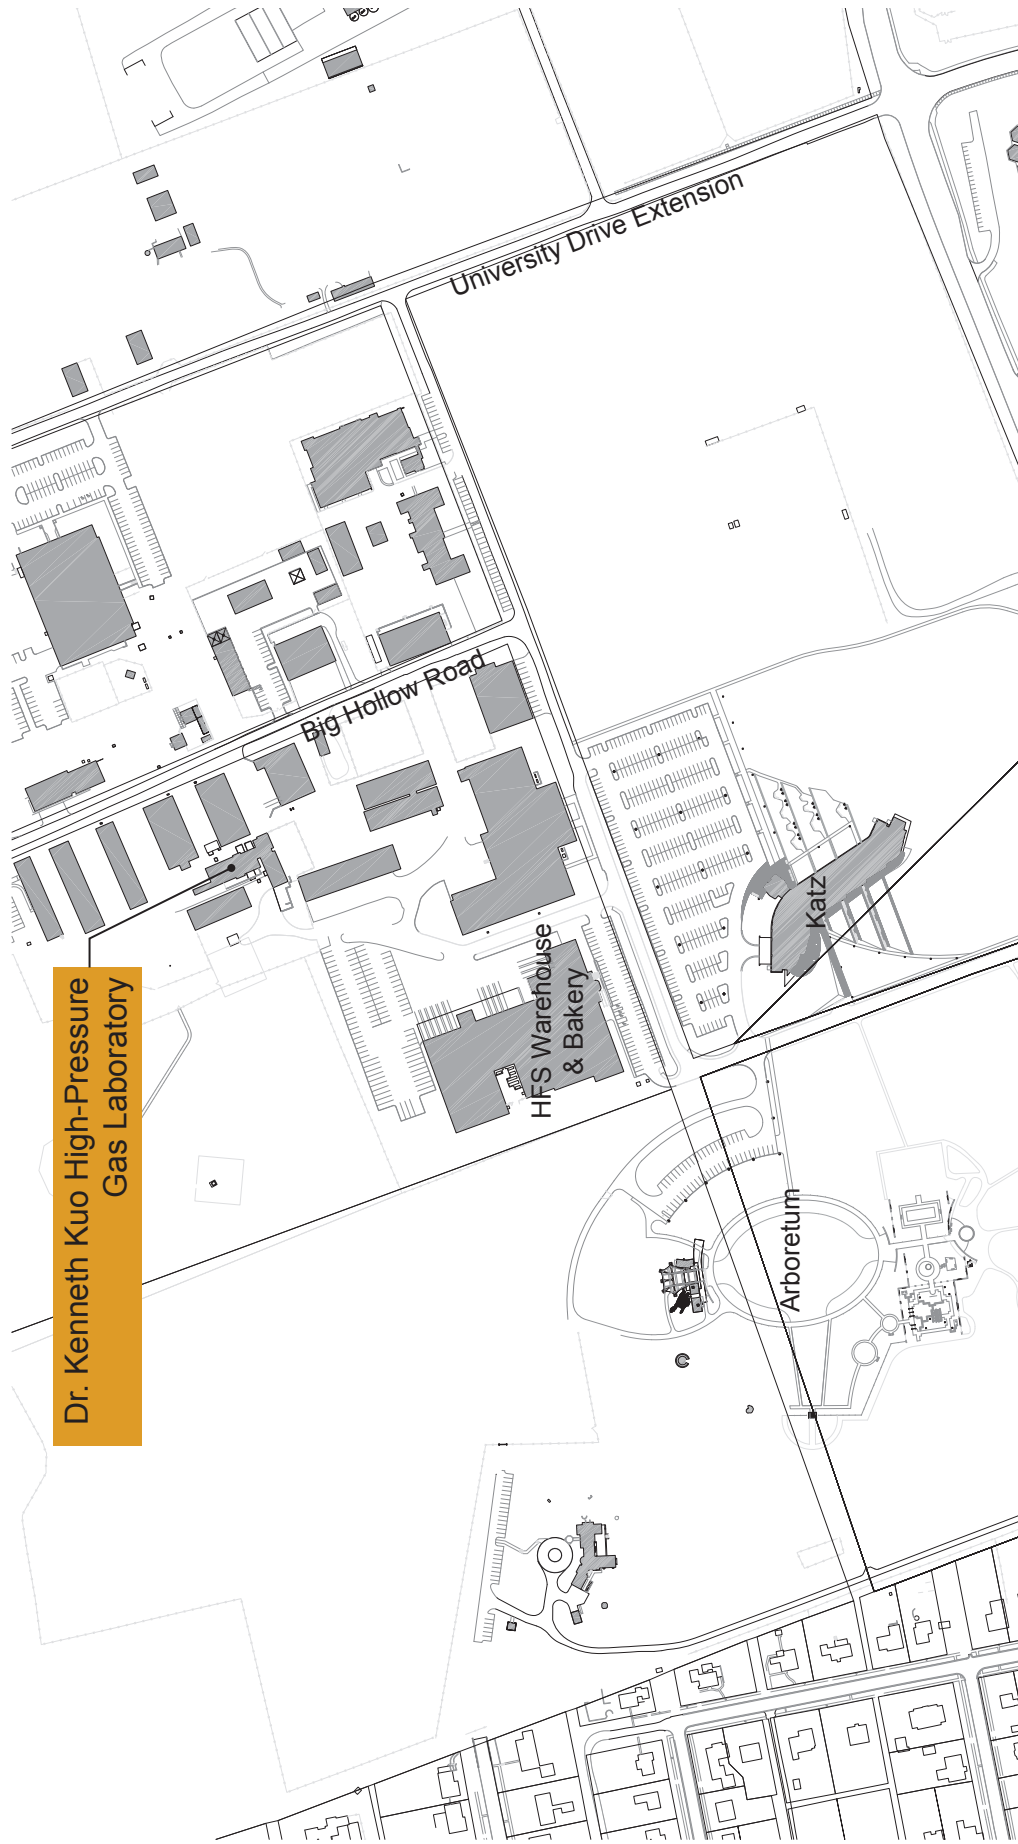 Dr. Kenneth Kuo High-Pressure
Gas Laboratory
HFS Warehouse
& Bakery
Arboretum
Big Hollow Road
Katz
University Drive Extension